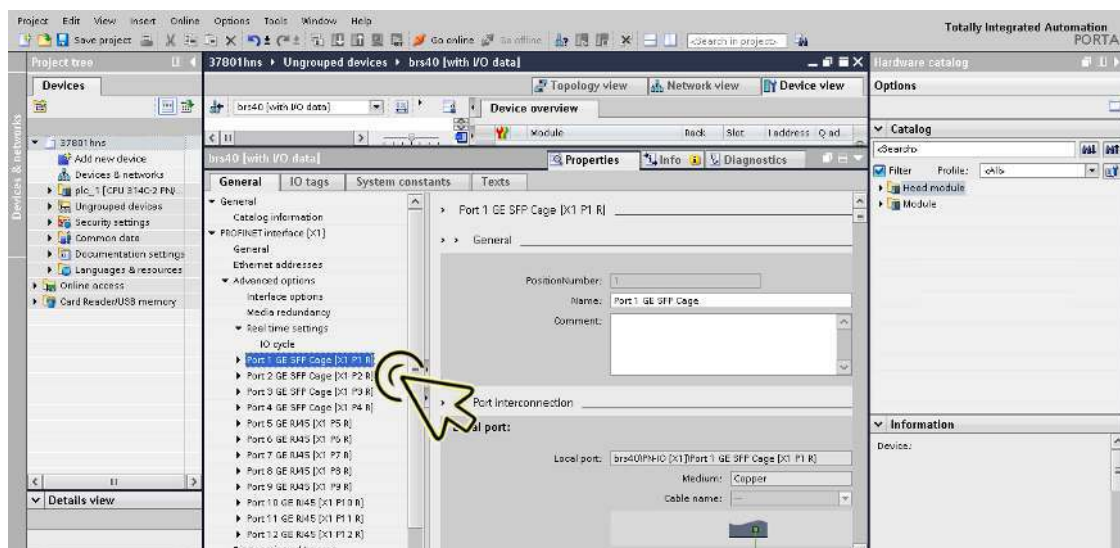 Project Edit View Insert Online Options Tools Window Help
Totally Integrated Automation
PORTA
Save project
Go online
Go offline
<Search in project>
Project tree
37801hns ▸ Ungrouped devices ▸ brs40 [with I/O data]
Hardware catalog
Devices
Topology view
Network view
Device view
Options
Devices & networks
brs40 [with I/O data]
Device overview
Module Rack Slot I address Q ad
Catalog
<Search>
Filter Profile: <All>
Head module
Module
37801hns
Add new device
Devices & networks
plc_1 [CPU 314C-2 PN/
Ungrouped devices
Security settings
Common data
Documentation settings
Languages & resources
Online access
Card Reader/USB memory
Details view
brs40 [with I/O data]
Properties
Info
Diagnostics
General IO tags System constants Texts
General
Catalog information
PROFINET interface [X1]
General
Ethernet addresses
Advanced options
Interface options
Media redundancy
Real time settings
IO cycle
Port 1 GE SFP Cage [X1 P1 R]
Port 2 GE SFP Cage [X1 P2 R]
Port 3 GE SFP Cage [X1 P3 R]
Port 4 GE SFP Cage [X1 P4 R]
Port 5 GE RJ45 [X1 P5 R]
Port 6 GE RJ45 [X1 P6 R]
Port 7 GE RJ45 [X1 P7 R]
Port 8 GE RJ45 [X1 P8 R]
Port 9 GE RJ45 [X1 P9 R]
Port 10 GE RJ45 [X1 P10 R]
Port 11 GE RJ45 [X1 P11 R]
Port 12 GE RJ45 [X1 P12 R]
Port 1 GE SFP Cage [X1 P1 R]
General
PositionNumber: 1
Name: Port 1 GE SFP Cage
Comment:
Port interconnection
al port:
Local port: brs40\PN-IO [X1]\Port 1 GE SFP Cage [X1 P1 R]
Medium: Copper
Cable name: ---
Information
Device: